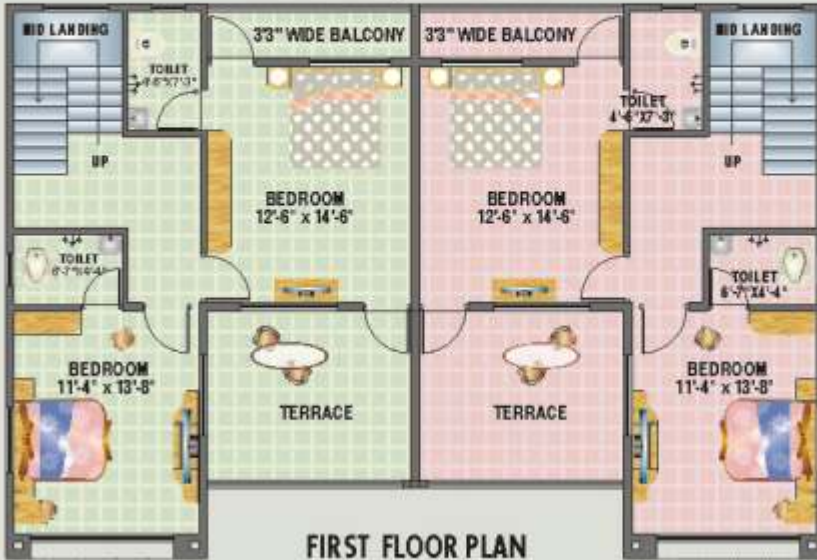 MID LANDING
TOILET
3'3" WIDE BALCONY
3'3" WIDE BALCONY
MID LANDING
UP
TOILET
4'-6"X7'-3"
UP
BEDROOM
12'-6" x 14'-6"
BEDROOM
12'-6" x 14'-6"
TOILET
TOILET
6'-7"X4'-4"
BEDROOM
11'-4" x 13'-8"
TERRACE
TERRACE
BEDROOM
11'-4" x 13'-8"
FIRST FLOOR PLAN